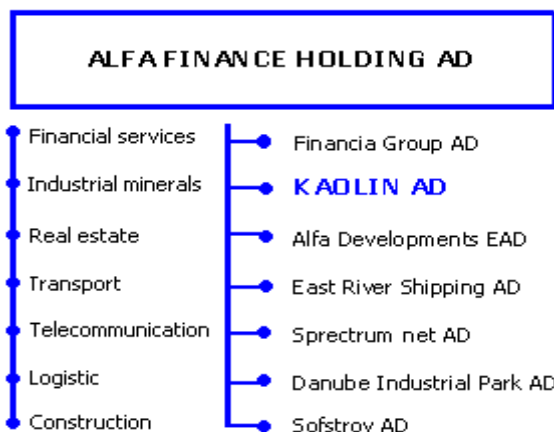 ALFA FINANCE HOLDING AD
Financial services
Industrial minerals
Real estate
Transport
Telecommunication
Logistic
Construction
Financia Group AD
KAOLIN AD
Alfa Developments EAD
East River Shipping AD
Sprectrum net AD
Danube Industrial Park AD
Sofstroy AD